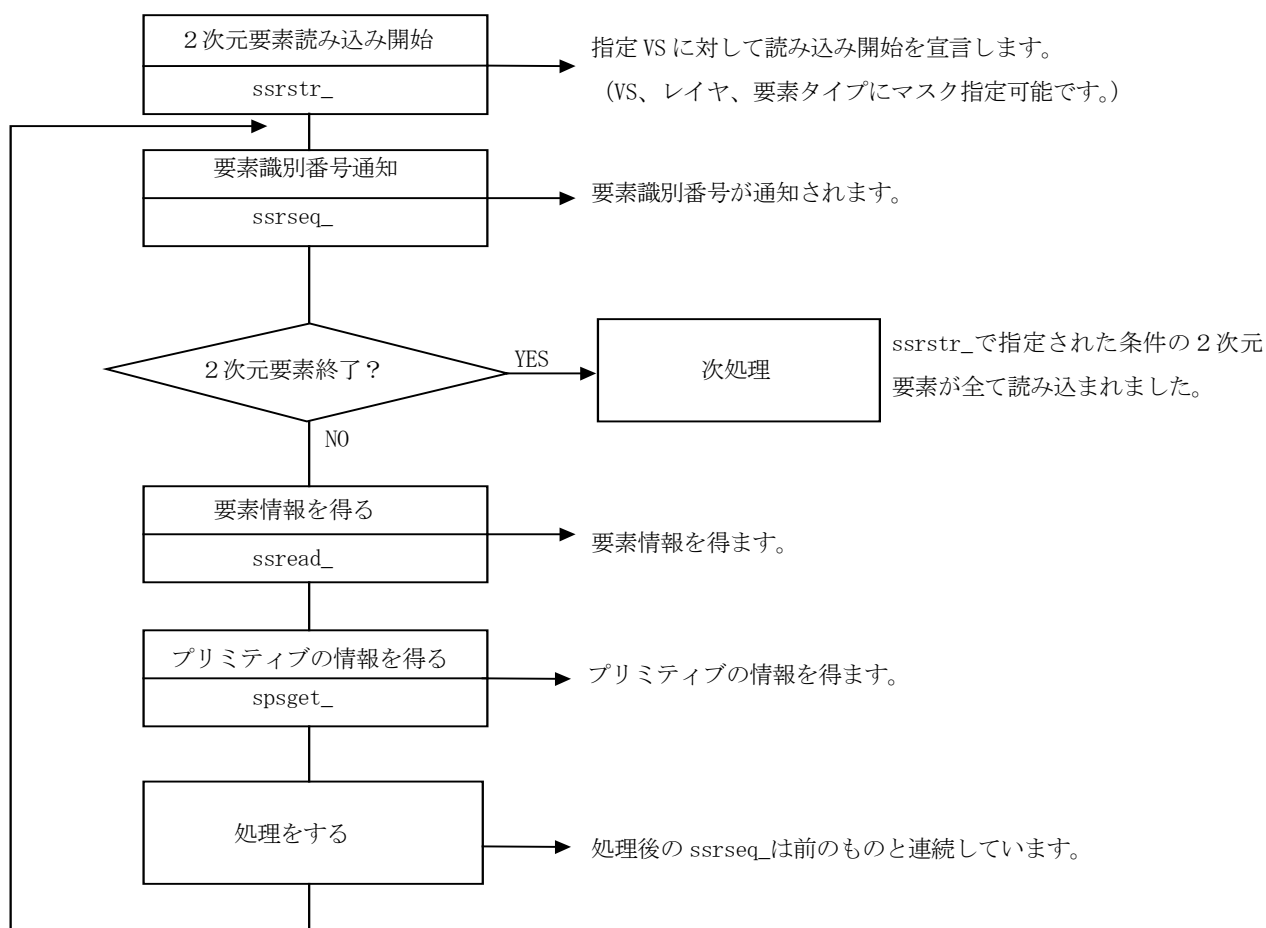 ２次元要素読み込み開始
ssrstr_
指定 VS に対して読み込み開始を宣言します。
（VS、レイヤ、要素タイプにマスク指定可能です。）
要素識別番号通知
ssrseq_
要素識別番号が通知されます。
２次元要素終了？
YES
次処理
ssrstr_で指定された条件の２次元
要素が全て読み込まれました。
NO
要素情報を得る
ssread_
要素情報を得ます。
プリミティブの情報を得る
spsget_
プリミティブの情報を得ます。
処理をする
処理後の ssrseq_は前のものと連続しています。